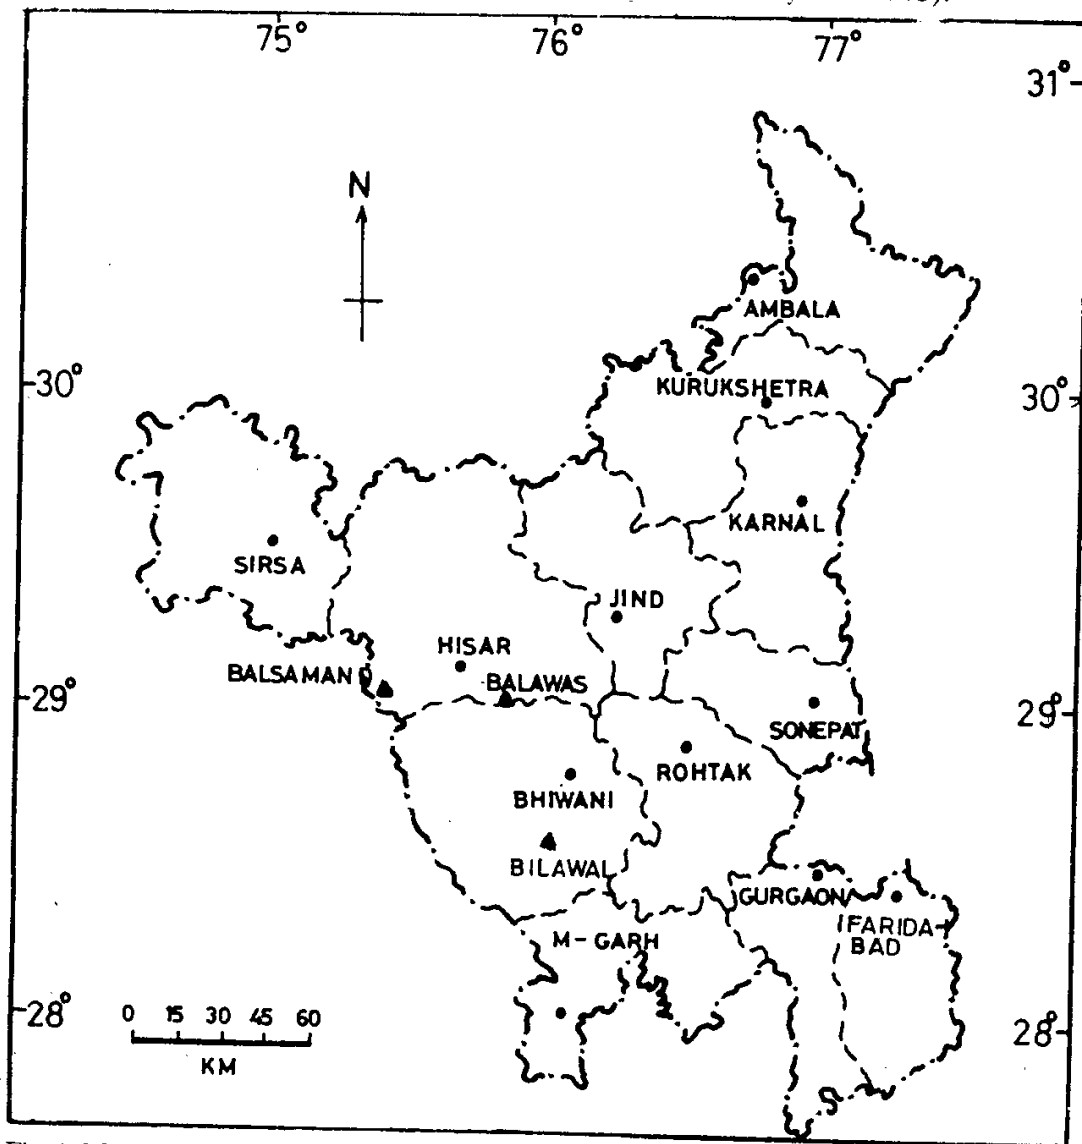 75° 76° 77°
31°
N
AMBALA
30° KURUKSHETRA 30°
KARNAL
SIRSA
JIND
HISAR
BALSAMAND BALAWAS
29° 29°
SONEPAT
ROHTAK
BHIWANI
BILAWAL
GURGAON
FARIDA-
BAD
M-GARH
28° 0 15 30 45 60 28°
KM